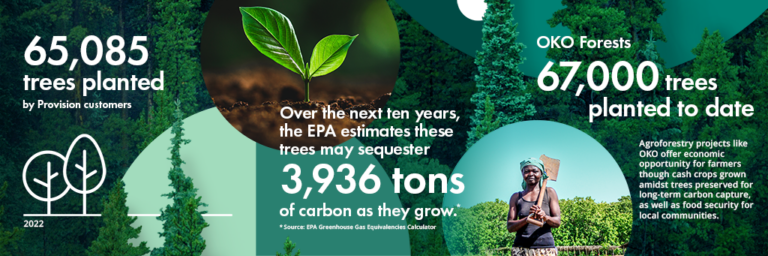 65,085
trees planted
by Provision customers
2022
Over the next ten years,
the EPA estimates these
trees may sequester
3,936 tons
of carbon as they grow.*
* Source: EPA Greenhouse Gas Equivalencies Calculator
OKO Forests
67,000 trees
planted to date
Agroforestry projects like
OKO offer economic
opportunity for farmers
though cash crops grown
amidst trees preserved for
long-term carbon capture,
as well as food security for
local communities.